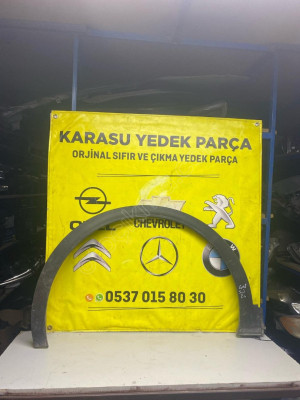 KARASU YEDEK PARÇA
ORJİNAL SIFIR VE ÇIKMA YEDEK PARÇA
CHEVROLET
0537 015 80 30